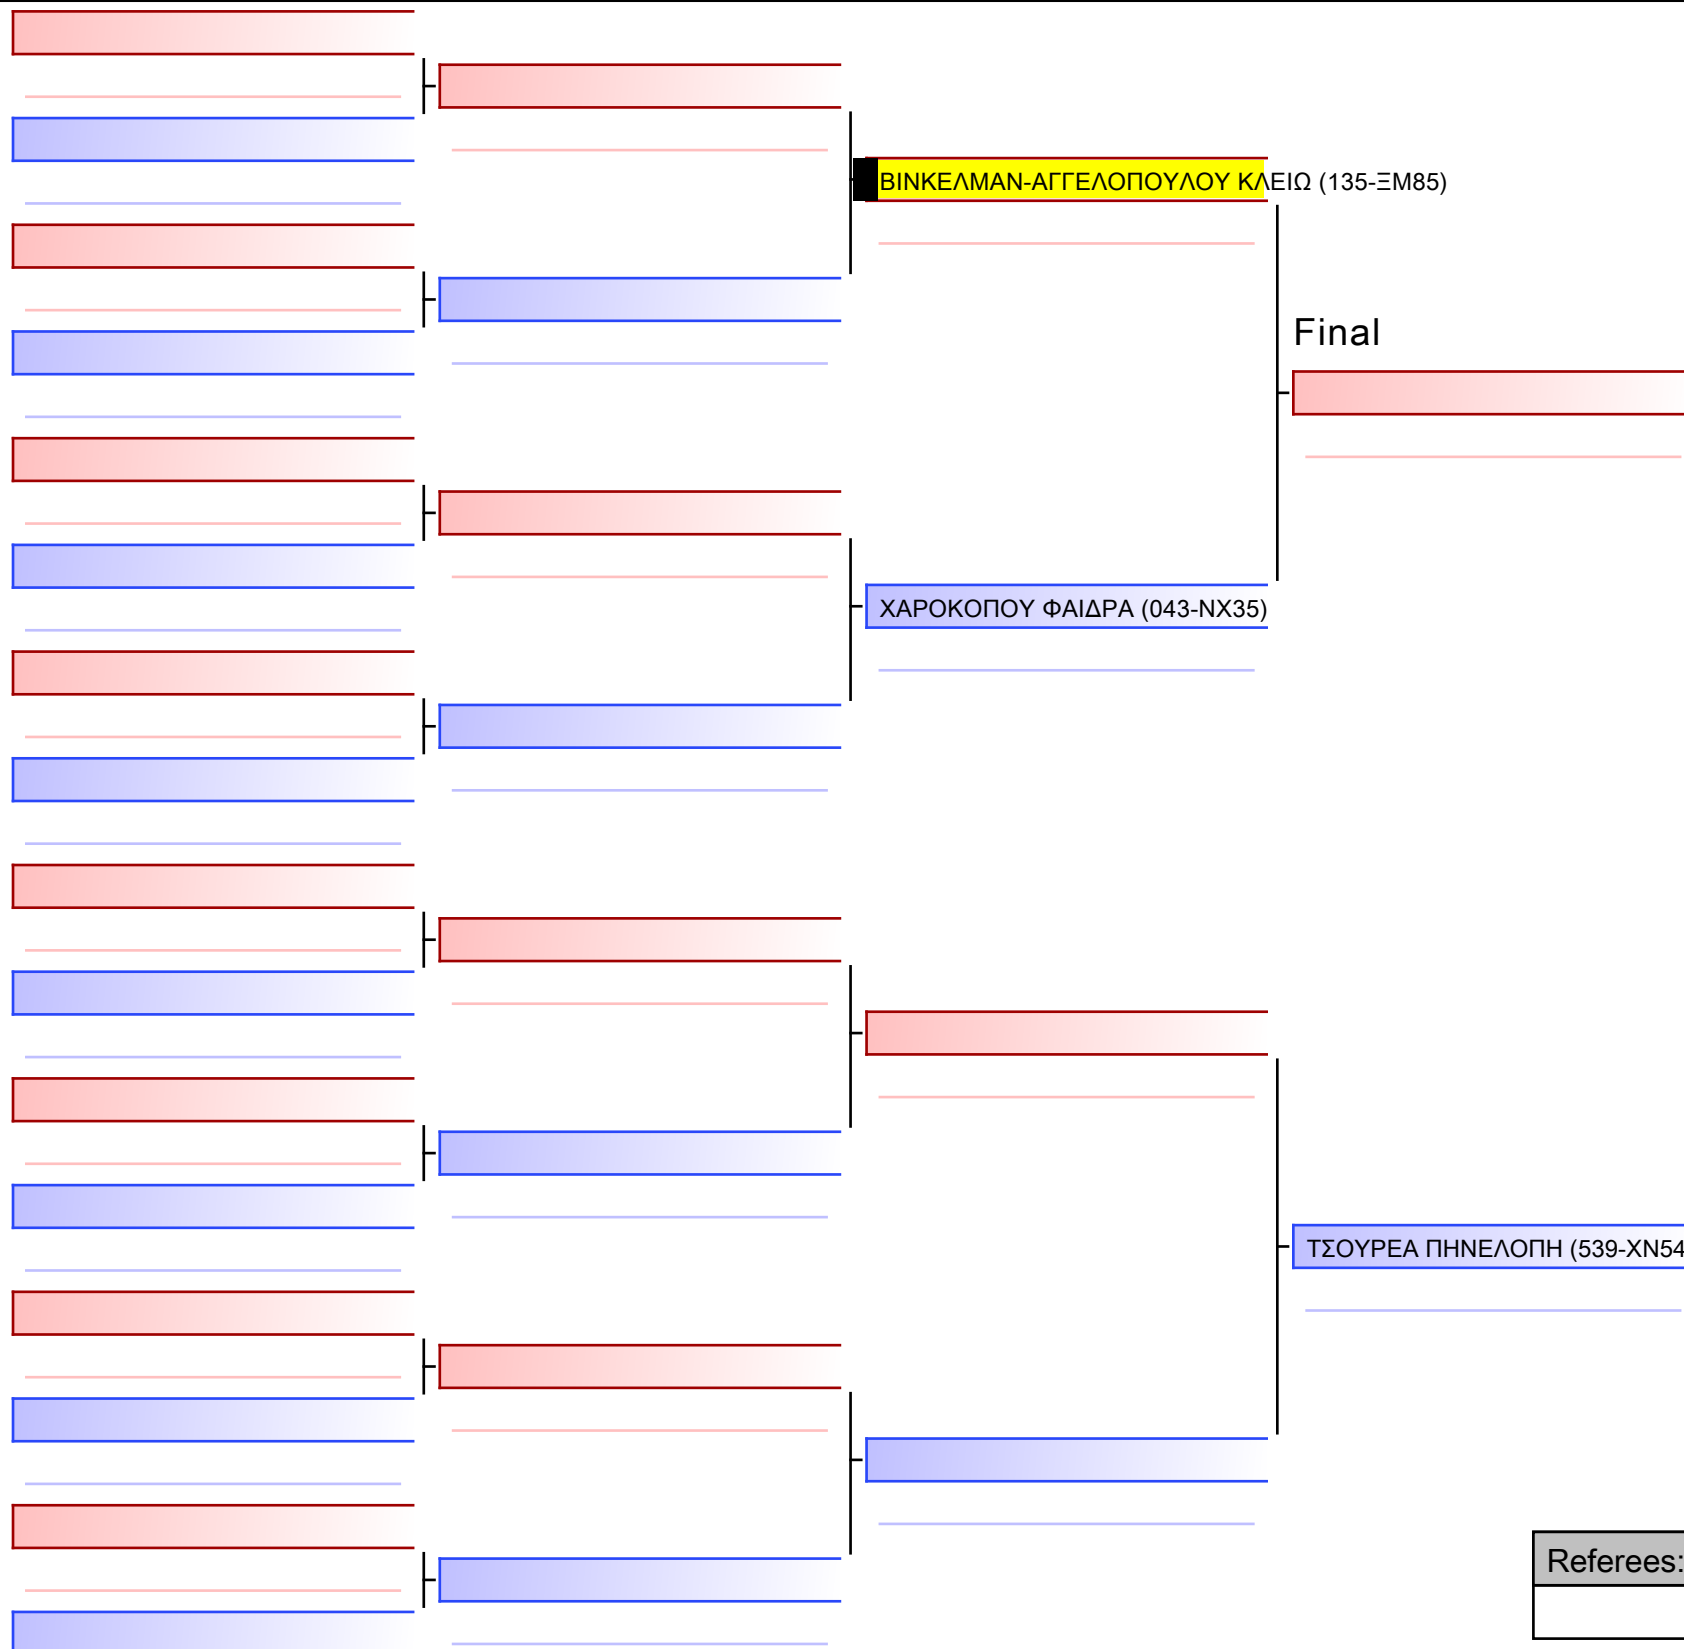 ΒΙΝΚΕΛΜΑΝ-ΑΓΓΕΛΟΠΟΥΛΟΥ ΚΛΕΙΩ (135-ΞΜ85)
Final
ΧΑΡΟΚΟΠΟΥ ΦΑΙΔΡΑ (043-ΝΧ35)
ΤΣΟΥΡΕΑ ΠΗΝΕΛΟΠΗ (539-ΧΝ54
Referees: